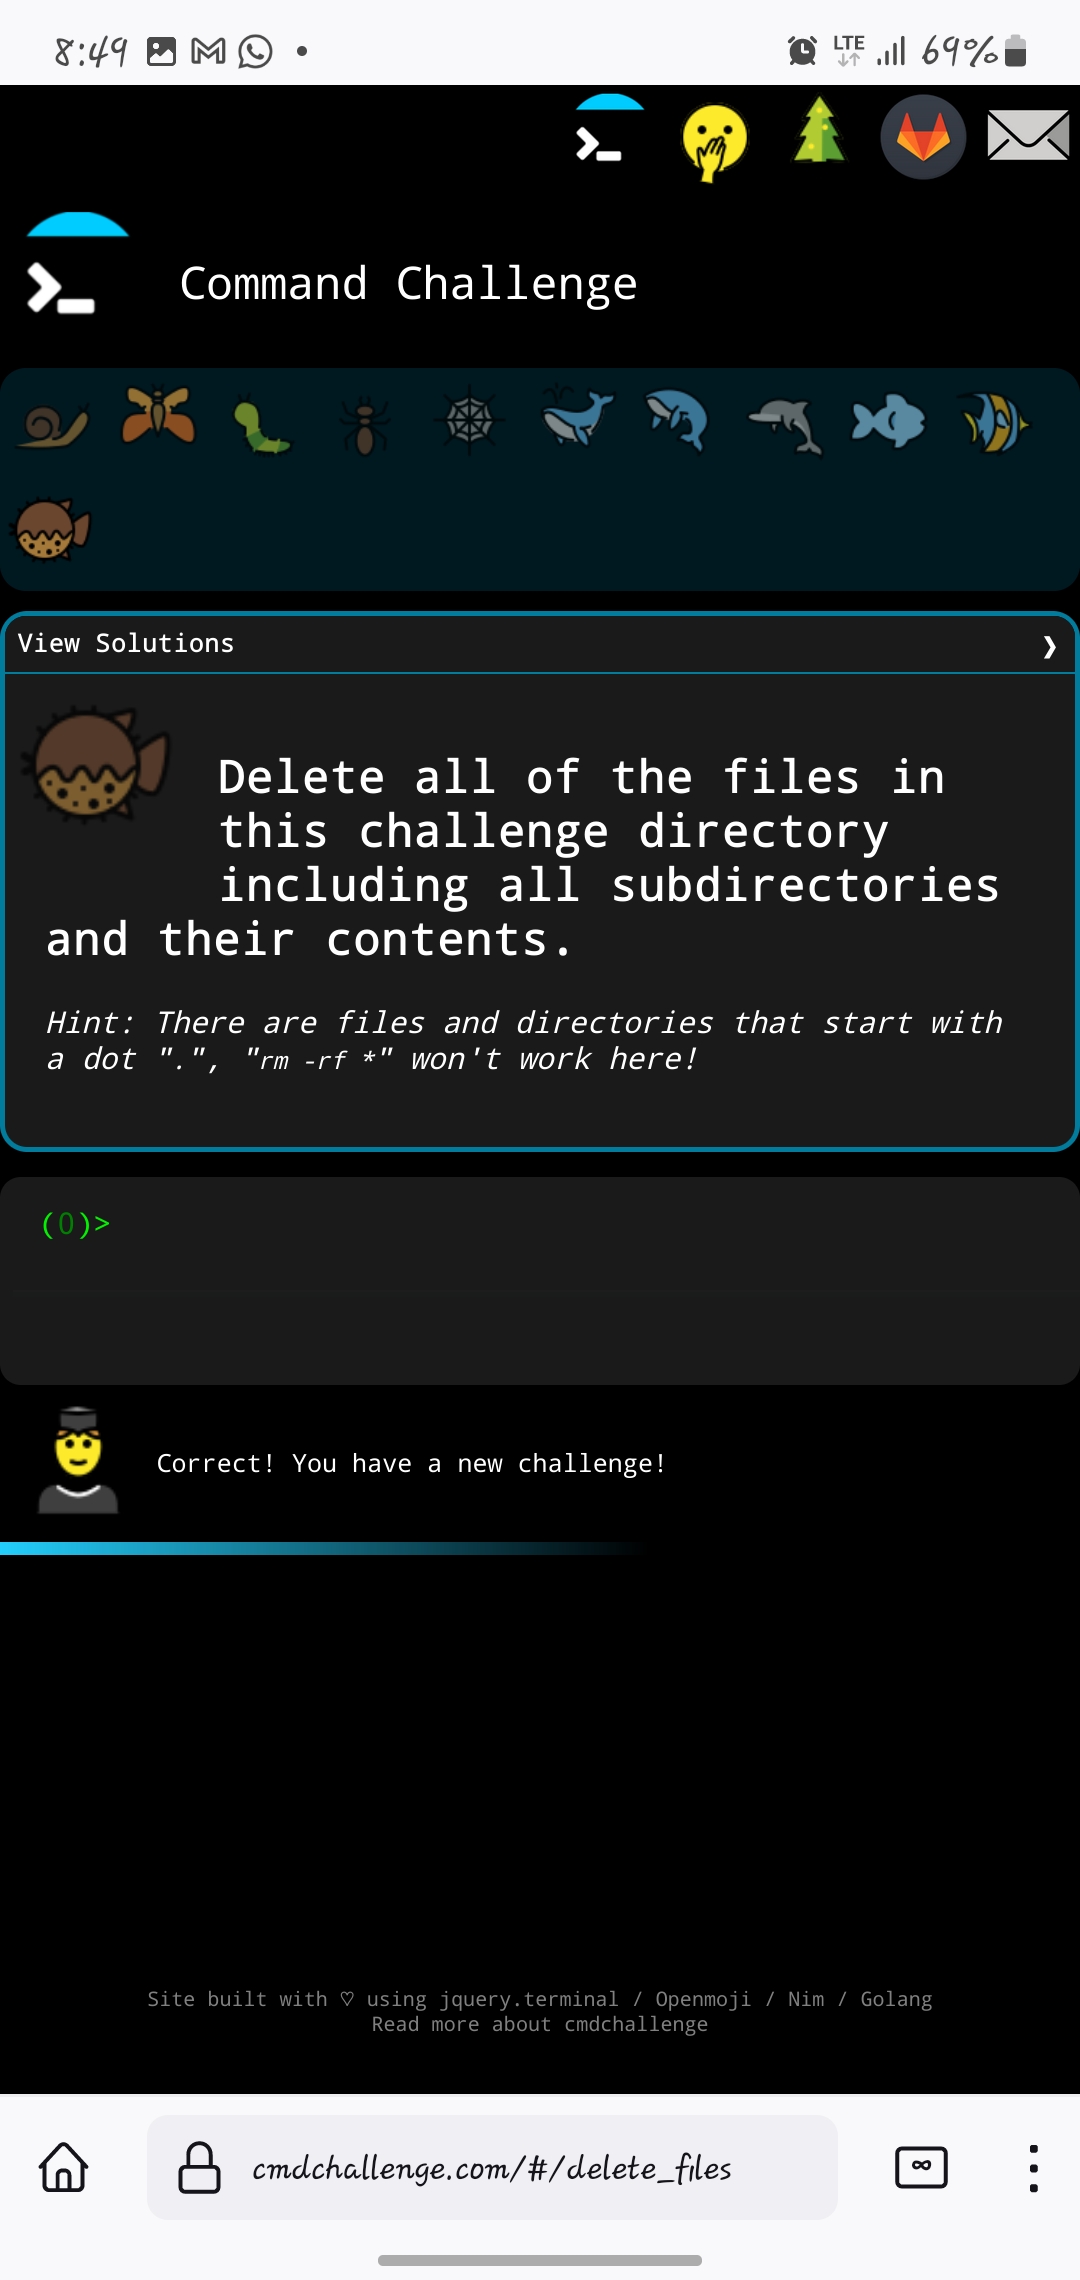 8:49 LTE 69%
Command Challenge
View Solutions ❯
Delete all of the files in
this challenge directory
including all subdirectories
and their contents.
Hint: There are files and directories that start with
a dot ".", "rm -rf *" won't work here!
(0)>
Correct! You have a new challenge!
Site built with ♡ using jquery.terminal / Openmoji / Nim / Golang
Read more about cmdchallenge
cmdchallenge.com/#/delete_files